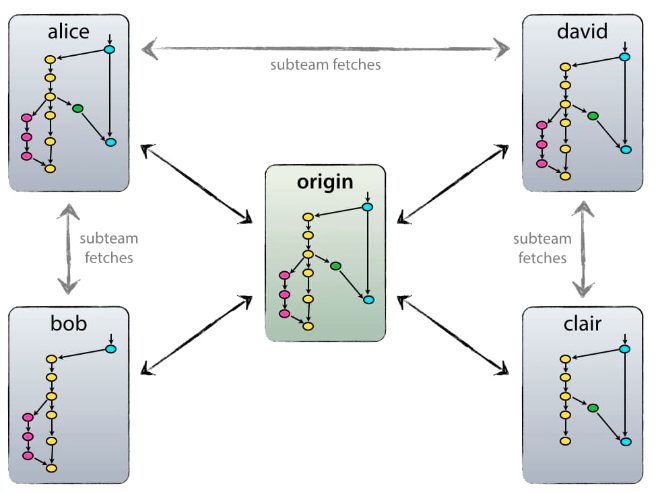 alice
david
subteam fetches
origin
subteam
fetches
subteam
fetches
bob
clair